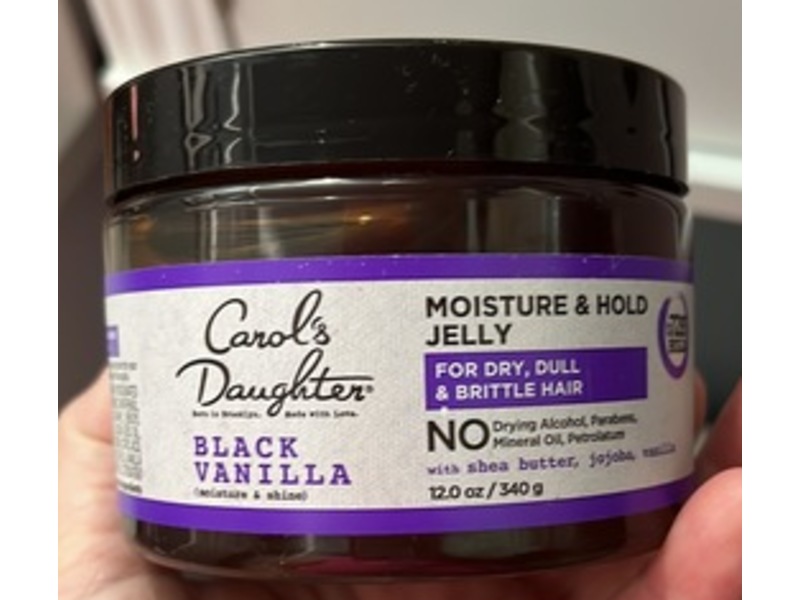 Carol's
Daughter®
Born in Brooklyn. Made with Love.
BLACK
VANILLA
(moisture & shine)
MOISTURE & HOLD
JELLY
FOR DRY, DULL
& BRITTLE HAIR
NO Drying Alcohol, Parabens,
Mineral Oil, Petrolatum
with shea butter, jojoba, vanilla
12.0 oz / 340 g